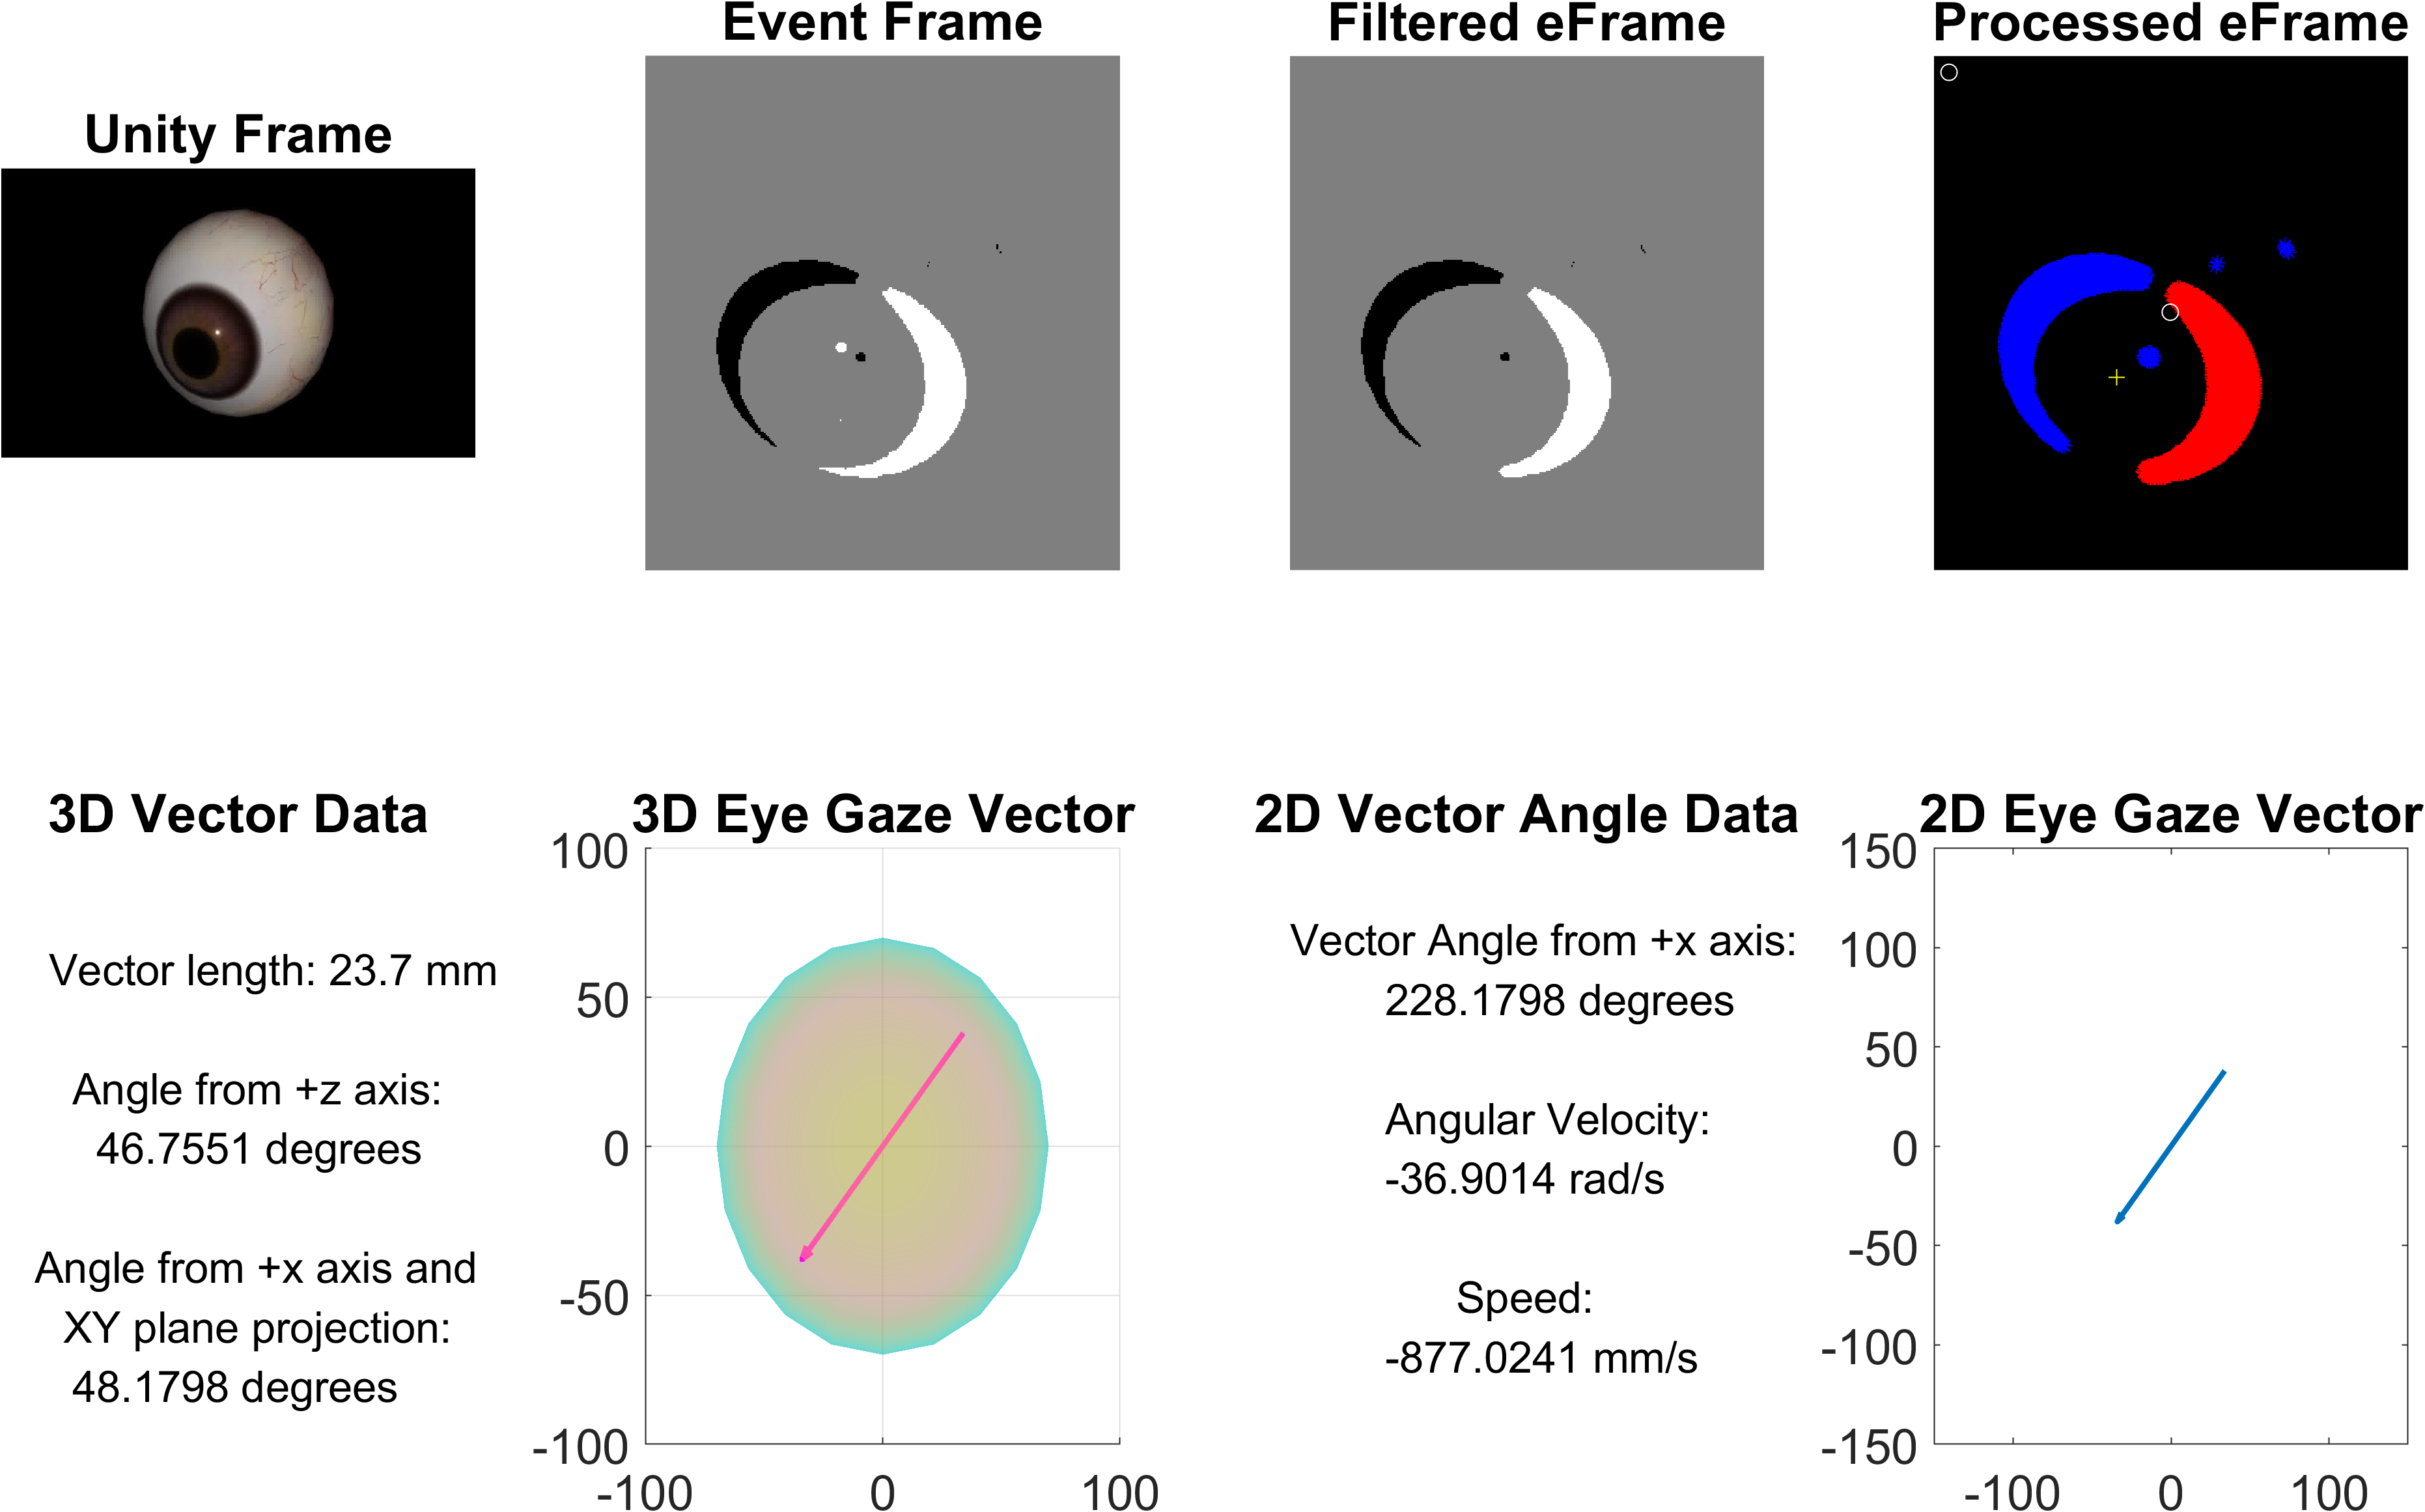 Unity Frame
Event Frame
Filtered eFrame
Processed eFrame
3D Vector Data
Vector length: 23.7 mm
Angle from +z axis:
46.7551 degrees
Angle from +x axis and
XY plane projection:
48.1798 degrees
3D Eye Gaze Vector
100
50
0
-50
-100
-100 0 100
2D Vector Angle Data
Vector Angle from +x axis:
228.1798 degrees
Angular Velocity:
-36.9014 rad/s
Speed:
-877.0241 mm/s
2D Eye Gaze Vector
150
100
50
0
-50
-100
-150
-100 0 100